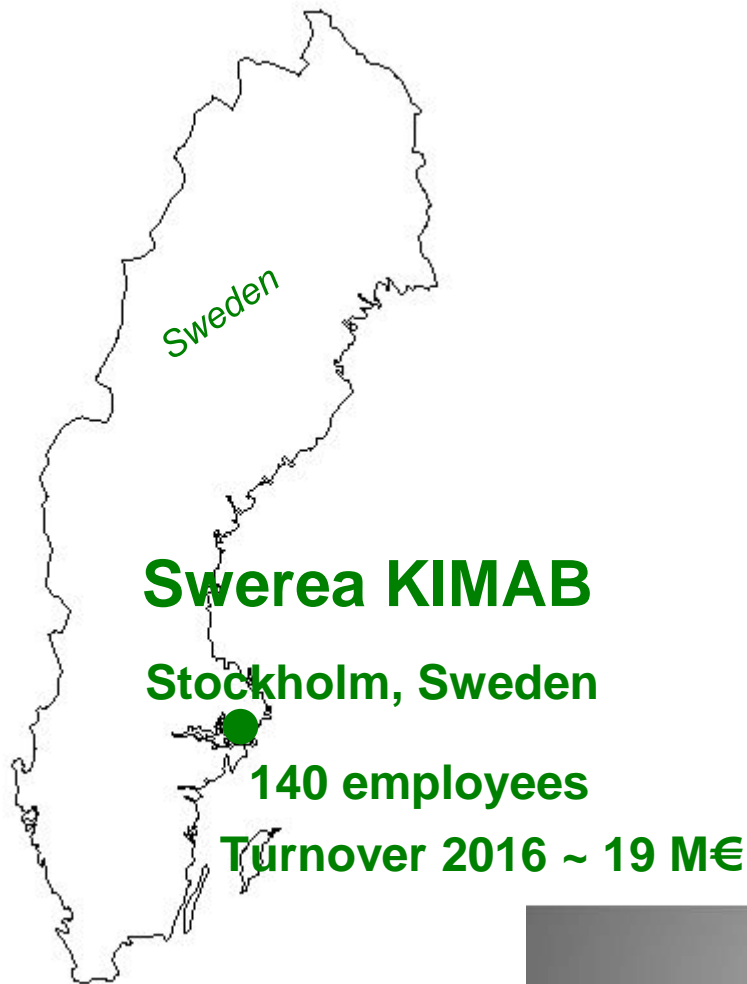 Sweden
Swerea KIMAB
Stockholm, Sweden
140 employees
Turnover 2016 ~ 19 M€